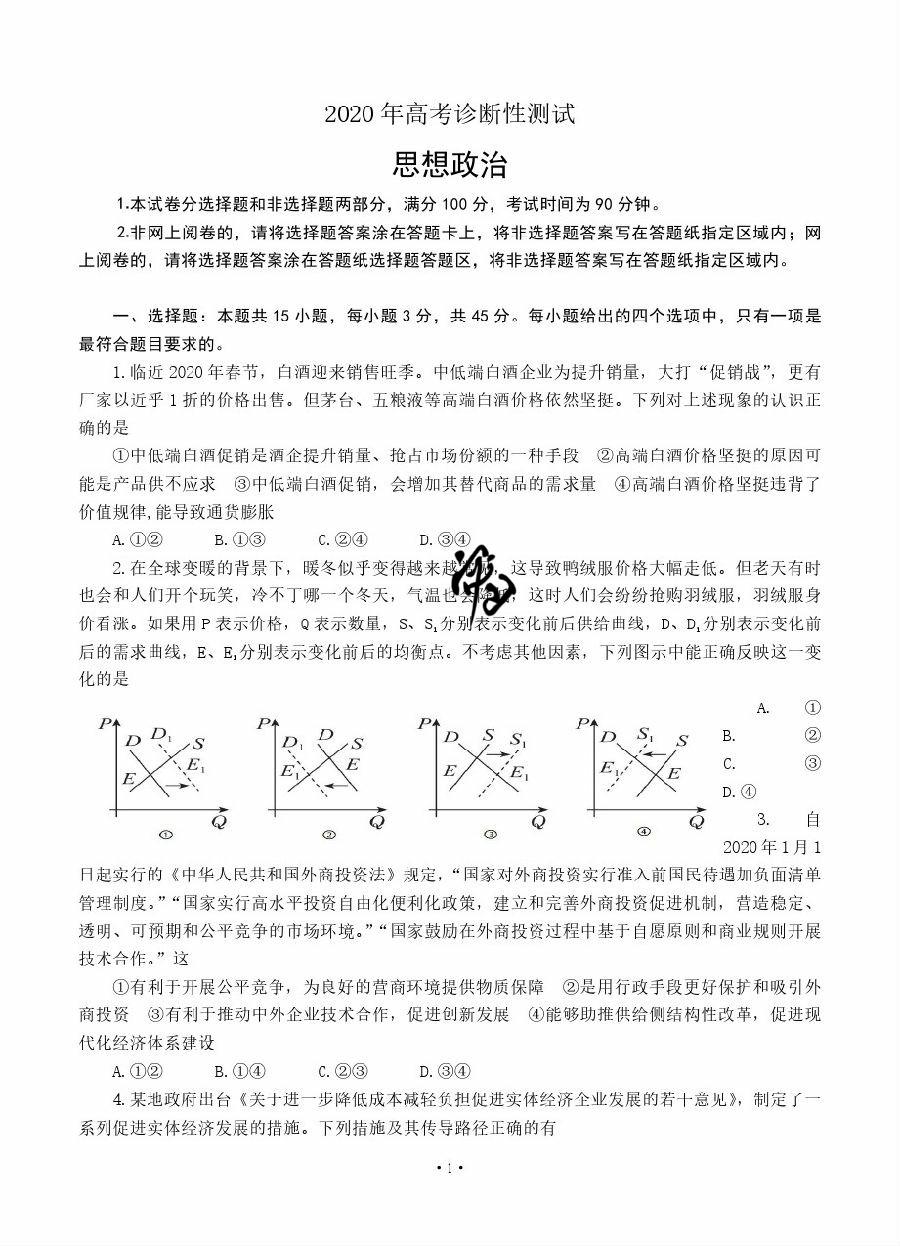 2020 年高考诊断性测试
思想政治
1.本试卷分选择题和非选择题两部分，满分 100 分，考试时间为 90 分钟。
2.非网上阅卷的，请将选择题答案涂在答题卡上，将非选择题答案写在答题纸指定区域内；网
上阅卷的，请将选择题答案涂在答题纸选择题答题区，将非选择题答案写在答题纸指定区域内。
一、选择题：本题共 15 小题，每小题 3 分，共 45 分。每小题给出的四个选项中，只有一项是
最符合题目要求的。
1.临近 2020 年春节，白酒迎来销售旺季。中低端白酒企业为提升销量，大打“促销战”，更有
厂家以近乎 1 折的价格出售。但茅台、五粮液等高端白酒价格依然坚挺。下列对上述现象的认识正
确的是
①中低端白酒促销是酒企提升销量、抢占市场份额的一种手段　②高端白酒价格坚挺的原因可
能是产品供不应求　③中低端白酒促销，会增加其替代商品的需求量　④高端白酒价格坚挺违背了
价值规律,能导致通货膨胀
A.①②　B.①③　C.②④　D.③④
2.在全球变暖的背景下，暖冬似乎变得越来越，这导致鸭绒服价格大幅走低。但老天有时
也会和人们开个玩笑，冷不丁哪一个冬天，气温也会，这时人们会纷纷抢购羽绒服，羽绒服身
价看涨。如果用 P 表示价格，Q 表示数量，S、S₁分别表示变化前后供给曲线，D、D₁分别表示变化前
后的需求曲线，E、E₁分别表示变化前后的均衡点。不考虑其他因素，下列图示中能正确反映这一变
化的是
P D D₁ S E E₁ Q ①
P D₁ D S E₁ E Q ②
P D S S₁ E E₁ Q ③
P D S₁ S E₁ E Q ④
A. ①
B. ②
C. ③
D.④
3. 自
2020 年 1 月 1
日起实行的《中华人民共和国外商投资法》规定，“国家对外商投资实行准入前国民待遇加负面清单
管理制度。”“国家实行高水平投资自由化便利化政策，建立和完善外商投资促进机制，营造稳定、
透明、可预期和公平竞争的市场环境。”“国家鼓励在外商投资过程中基于自愿原则和商业规则开展
技术合作。”这
①有利于开展公平竞争，为良好的营商环境提供物质保障　②是用行政手段更好保护和吸引外
商投资　③有利于推动中外企业技术合作，促进创新发展　④能够助推供给侧结构性改革，促进现
代化经济体系建设
A.①②　B.①④　C.②③　D.③④
4.某地政府出台《关于进一步降低成本减轻负担促进实体经济企业发展的若干意见》，制定了一
系列促进实体经济发展的措施。下列措施及其传导路径正确的有
·1·